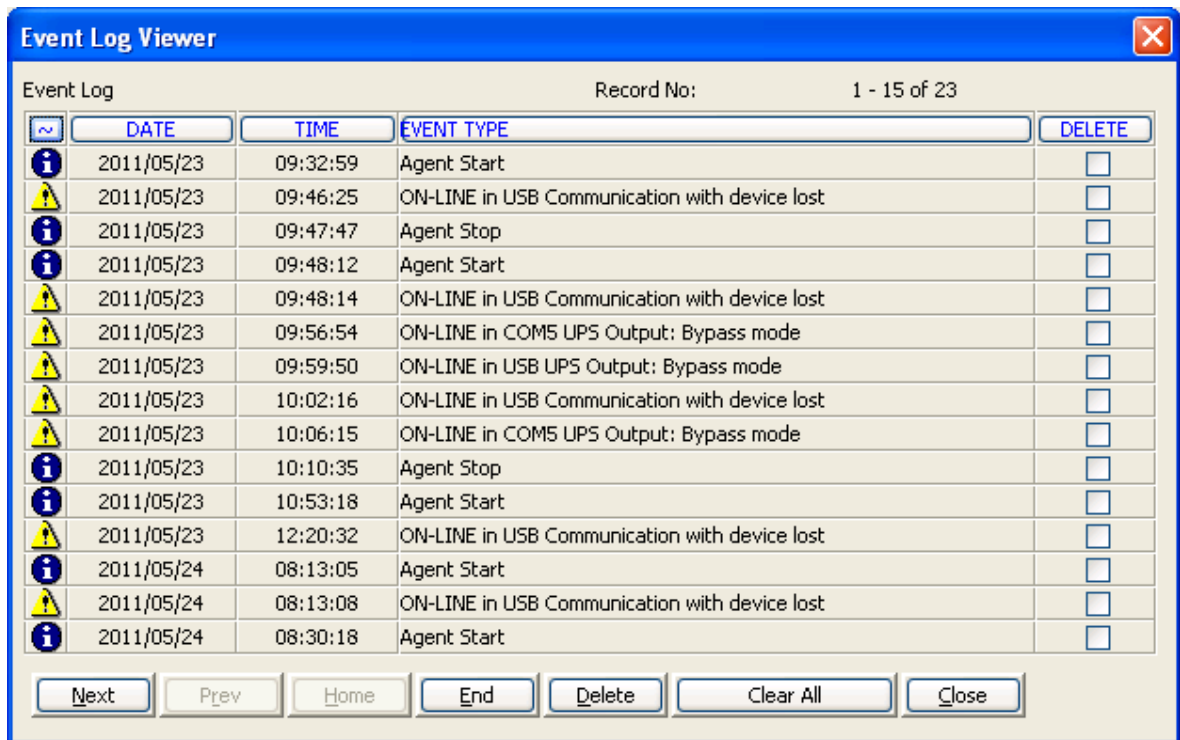 Event Log Viewer
Event Log Record No: 1 - 15 of 23
~ DATE TIME EVENT TYPE DELETE
2011/05/23 09:32:59 Agent Start
2011/05/23 09:46:25 ON-LINE in USB Communication with device lost
2011/05/23 09:47:47 Agent Stop
2011/05/23 09:48:12 Agent Start
2011/05/23 09:48:14 ON-LINE in USB Communication with device lost
2011/05/23 09:56:54 ON-LINE in COM5 UPS Output: Bypass mode
2011/05/23 09:59:50 ON-LINE in USB UPS Output: Bypass mode
2011/05/23 10:02:16 ON-LINE in USB Communication with device lost
2011/05/23 10:06:15 ON-LINE in COM5 UPS Output: Bypass mode
2011/05/23 10:10:35 Agent Stop
2011/05/23 10:53:18 Agent Start
2011/05/23 12:20:32 ON-LINE in USB Communication with device lost
2011/05/24 08:13:05 Agent Start
2011/05/24 08:13:08 ON-LINE in USB Communication with device lost
2011/05/24 08:30:18 Agent Start
Next Prev Home End Delete Clear All Close